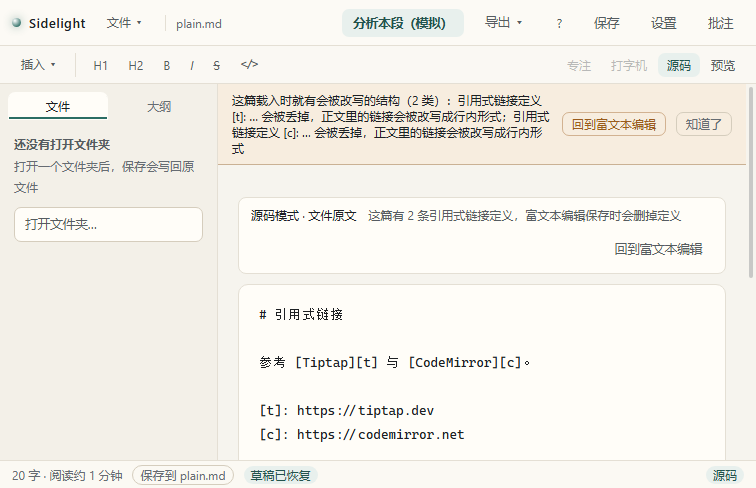 Sidelight 文件 plain.md 分析本段（模拟） 导出 ? 保存 设置 批注
插入 H1 H2 B I S </> 专注 打字机 源码 预览
文件 大纲
还没有打开文件夹
打开一个文件夹后，保存会写回原
文件
打开文件夹...
这篇载入时就有会被改写的结构（2 类）：引用式链接定义
[t]: ... 会被丢掉，正文里的链接会被改写成行内形式；引用式
链接定义 [c]: ... 会被丢掉，正文里的链接会被改写成行内形
式
回到富文本编辑 知道了
源码模式 · 文件原文 这篇有 2 条引用式链接定义，富文本编辑保存时会删掉定义
回到富文本编辑
# 引用式链接
参考 [Tiptap][t] 与 [CodeMirror][c]。
[t]: https://tiptap.dev
[c]: https://codemirror.net
20 字 · 阅读约 1 分钟 保存到 plain.md 草稿已恢复 源码